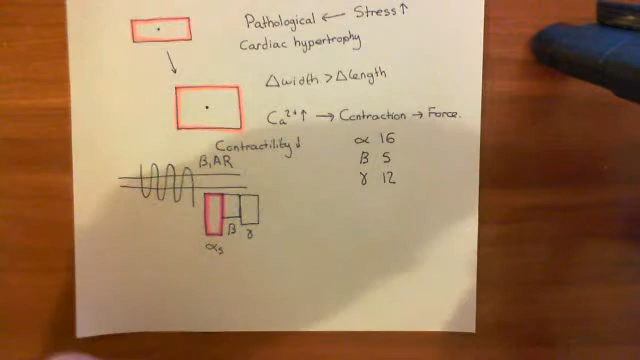 Pathological ← Stress ↑
Cardiac hypertrophy
Δwidth > Δlength
Ca²⁺↑ → Contraction → Force.
Contractility ↓
α 16
β 5
γ 12
β₁AR
β γ
αs